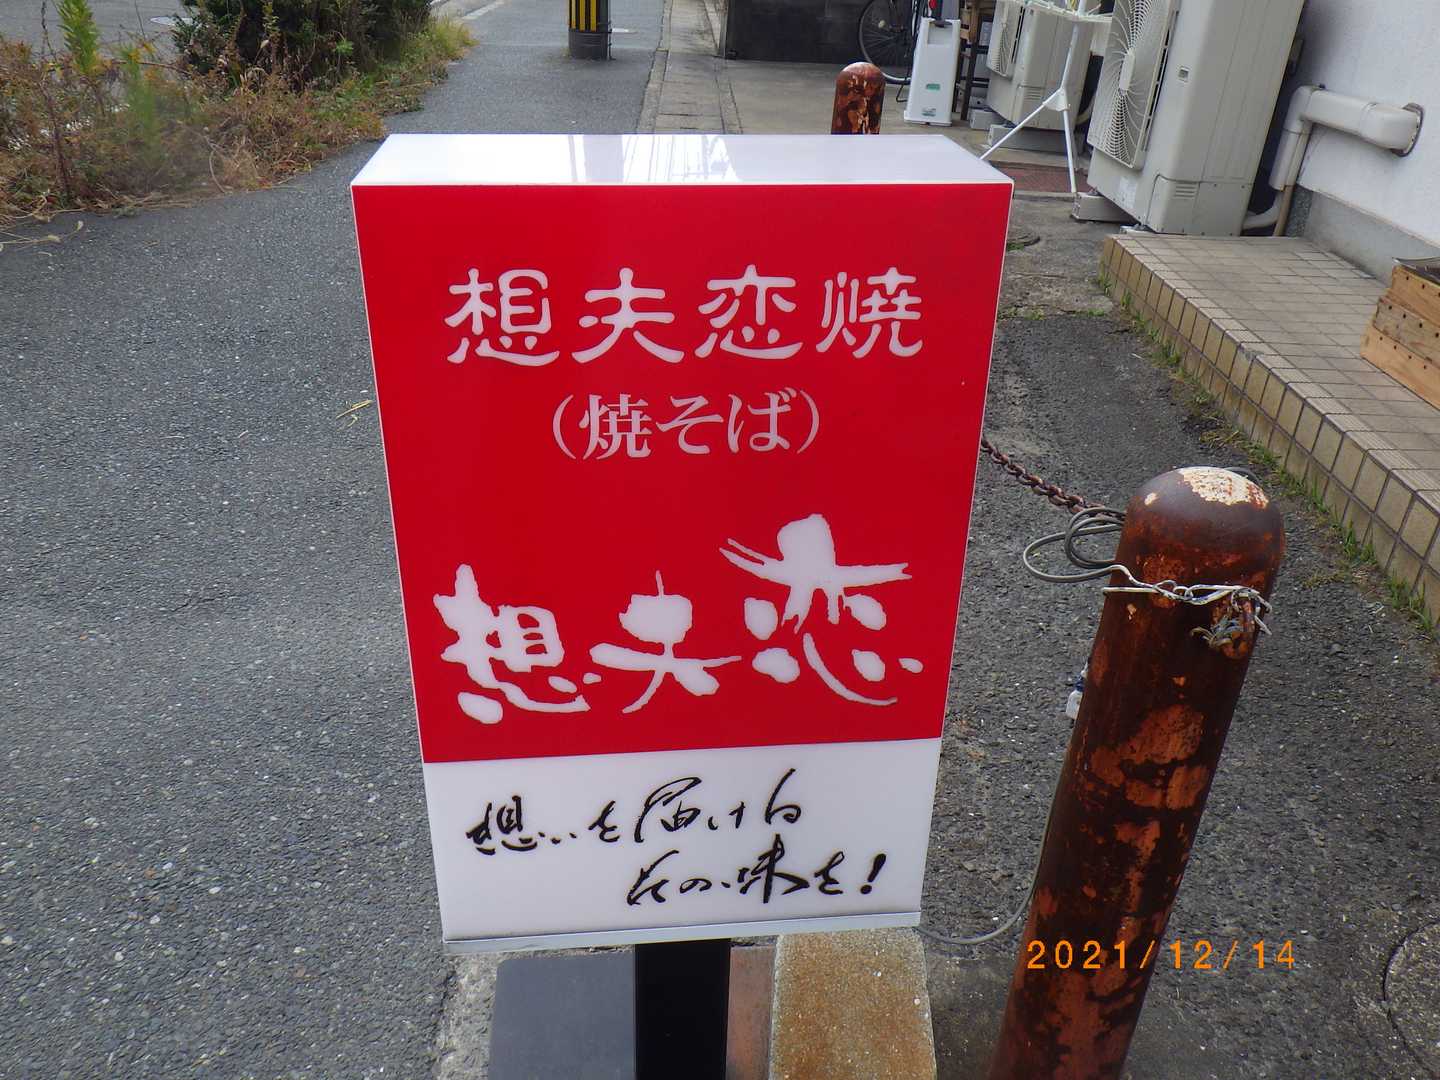 想夫恋焼
（焼そば）
想夫恋
想いを届ける
その味を！
2021/12/14